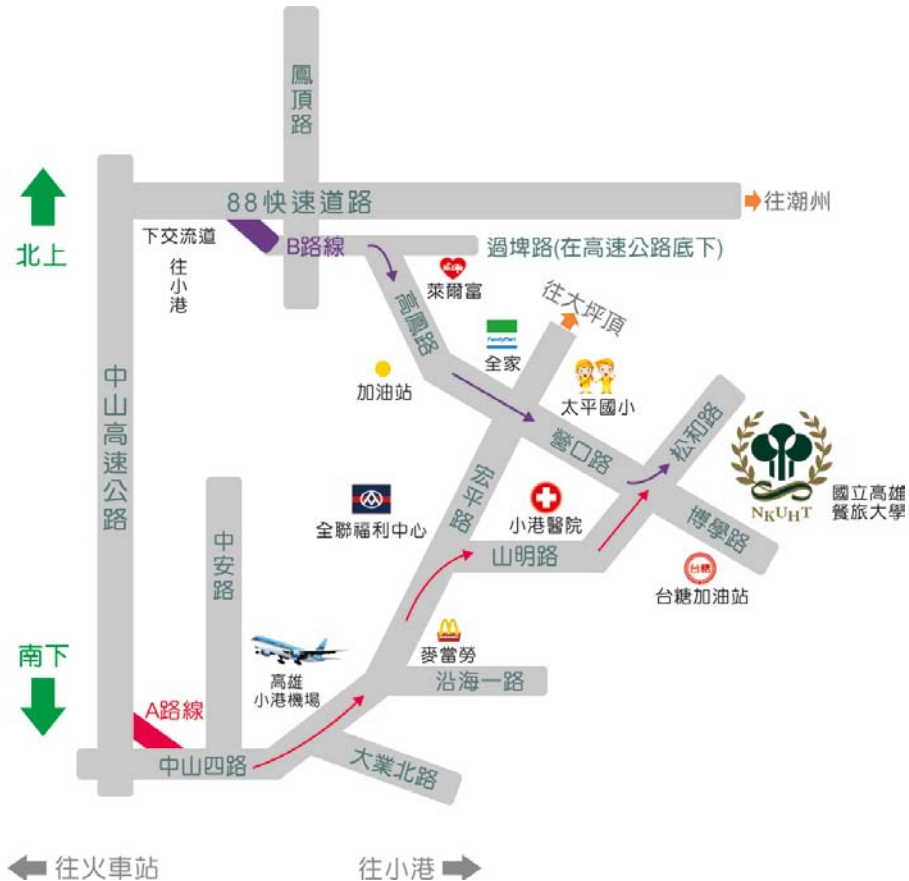 鳳頂路
88快速道路
往潮州
北上
下交流道
往小港
B路線
過埤路(在高速公路底下)
萊爾富
往大坪頂
高鳳路
FamilyMart
全家
加油站
太平國小
中山高速公路
營口路
松和路
NKUHT
國立高雄
餐旅大學
宏平路
全聯福利中心
小港醫院
博學路
中安路
山明路
台糖
台糖加油站
南下
麥當勞
高雄
小港機場
沿海一路
A路線
中山四路
大業北路
往火車站
往小港